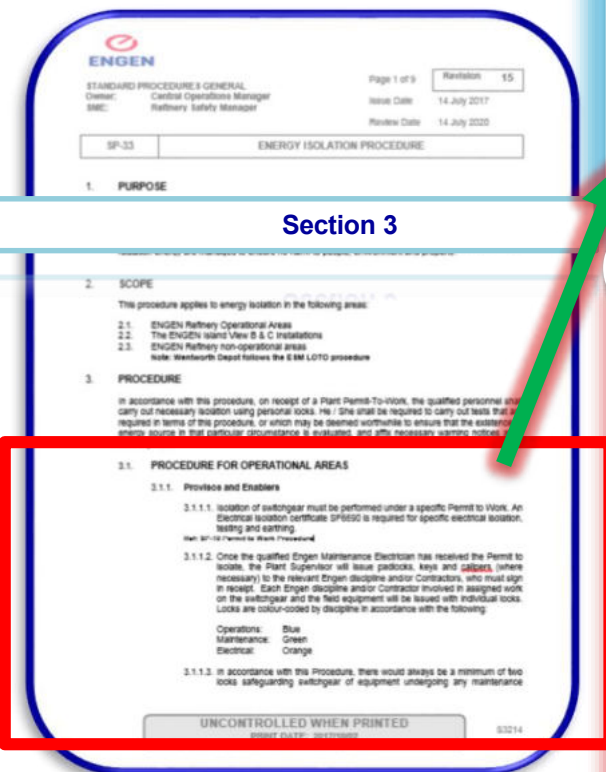 ENGEN
STANDARD PROCEDURES GENERAL
Owner: Central Operations Manager
SME: Refinery Safety Manager
Page 1 of 9
Revision 15
Issue Date 14 July 2017
Review Date 14 July 2020
SP-33 ENERGY ISOLATION PROCEDURE
1. PURPOSE
Section 3
2. SCOPE
This procedure applies to energy isolation in the following areas:
2.1. ENGEN Refinery Operational Areas
2.2. The ENGEN Island View B & C Installations
2.3. ENGEN Refinery non-operational areas
Note: Wentworth Depot follows the ESM LOTO procedure
3. PROCEDURE
In accordance with this procedure, on receipt of a Plant Permit-To-Work, the qualified personnel shall
carry out necessary isolation using personal locks. He / She shall be required to carry out tests that
required in terms of this procedure, or which may be deemed worthwhile to ensure that the existence
energy source in that particular circumstance is evaluated, and affix necessary warning notices
3.1. PROCEDURE FOR OPERATIONAL AREAS
3.1.1. Provisos and Enablers
3.1.1.1. Isolation of switchgear must be performed under a specific Permit to Work. An
Electrical Isolation certificate SF6690 is required for specific electrical isolation,
testing and earthing.
Ref: SP-18 Permit to Work Procedure
3.1.1.2. Once the qualified Engen Maintenance Electrician has received the Permit to
Isolate, the Plant Supervisor will issue padlocks, keys and calipers (where
necessary) to the relevant Engen discipline and/or Contractors, who must sign
in receipt. Each Engen discipline and/or Contractor involved in assigned work
on the switchgear and the field equipment will be issued with individual locks.
Locks are colour-coded by discipline in accordance with the following:
Operations: Blue
Maintenance: Green
Electrical: Orange
3.1.1.3. In accordance with this Procedure, there would always be a minimum of two
locks safeguarding switchgear of equipment undergoing any maintenance
UNCONTROLLED WHEN PRINTED
S3214